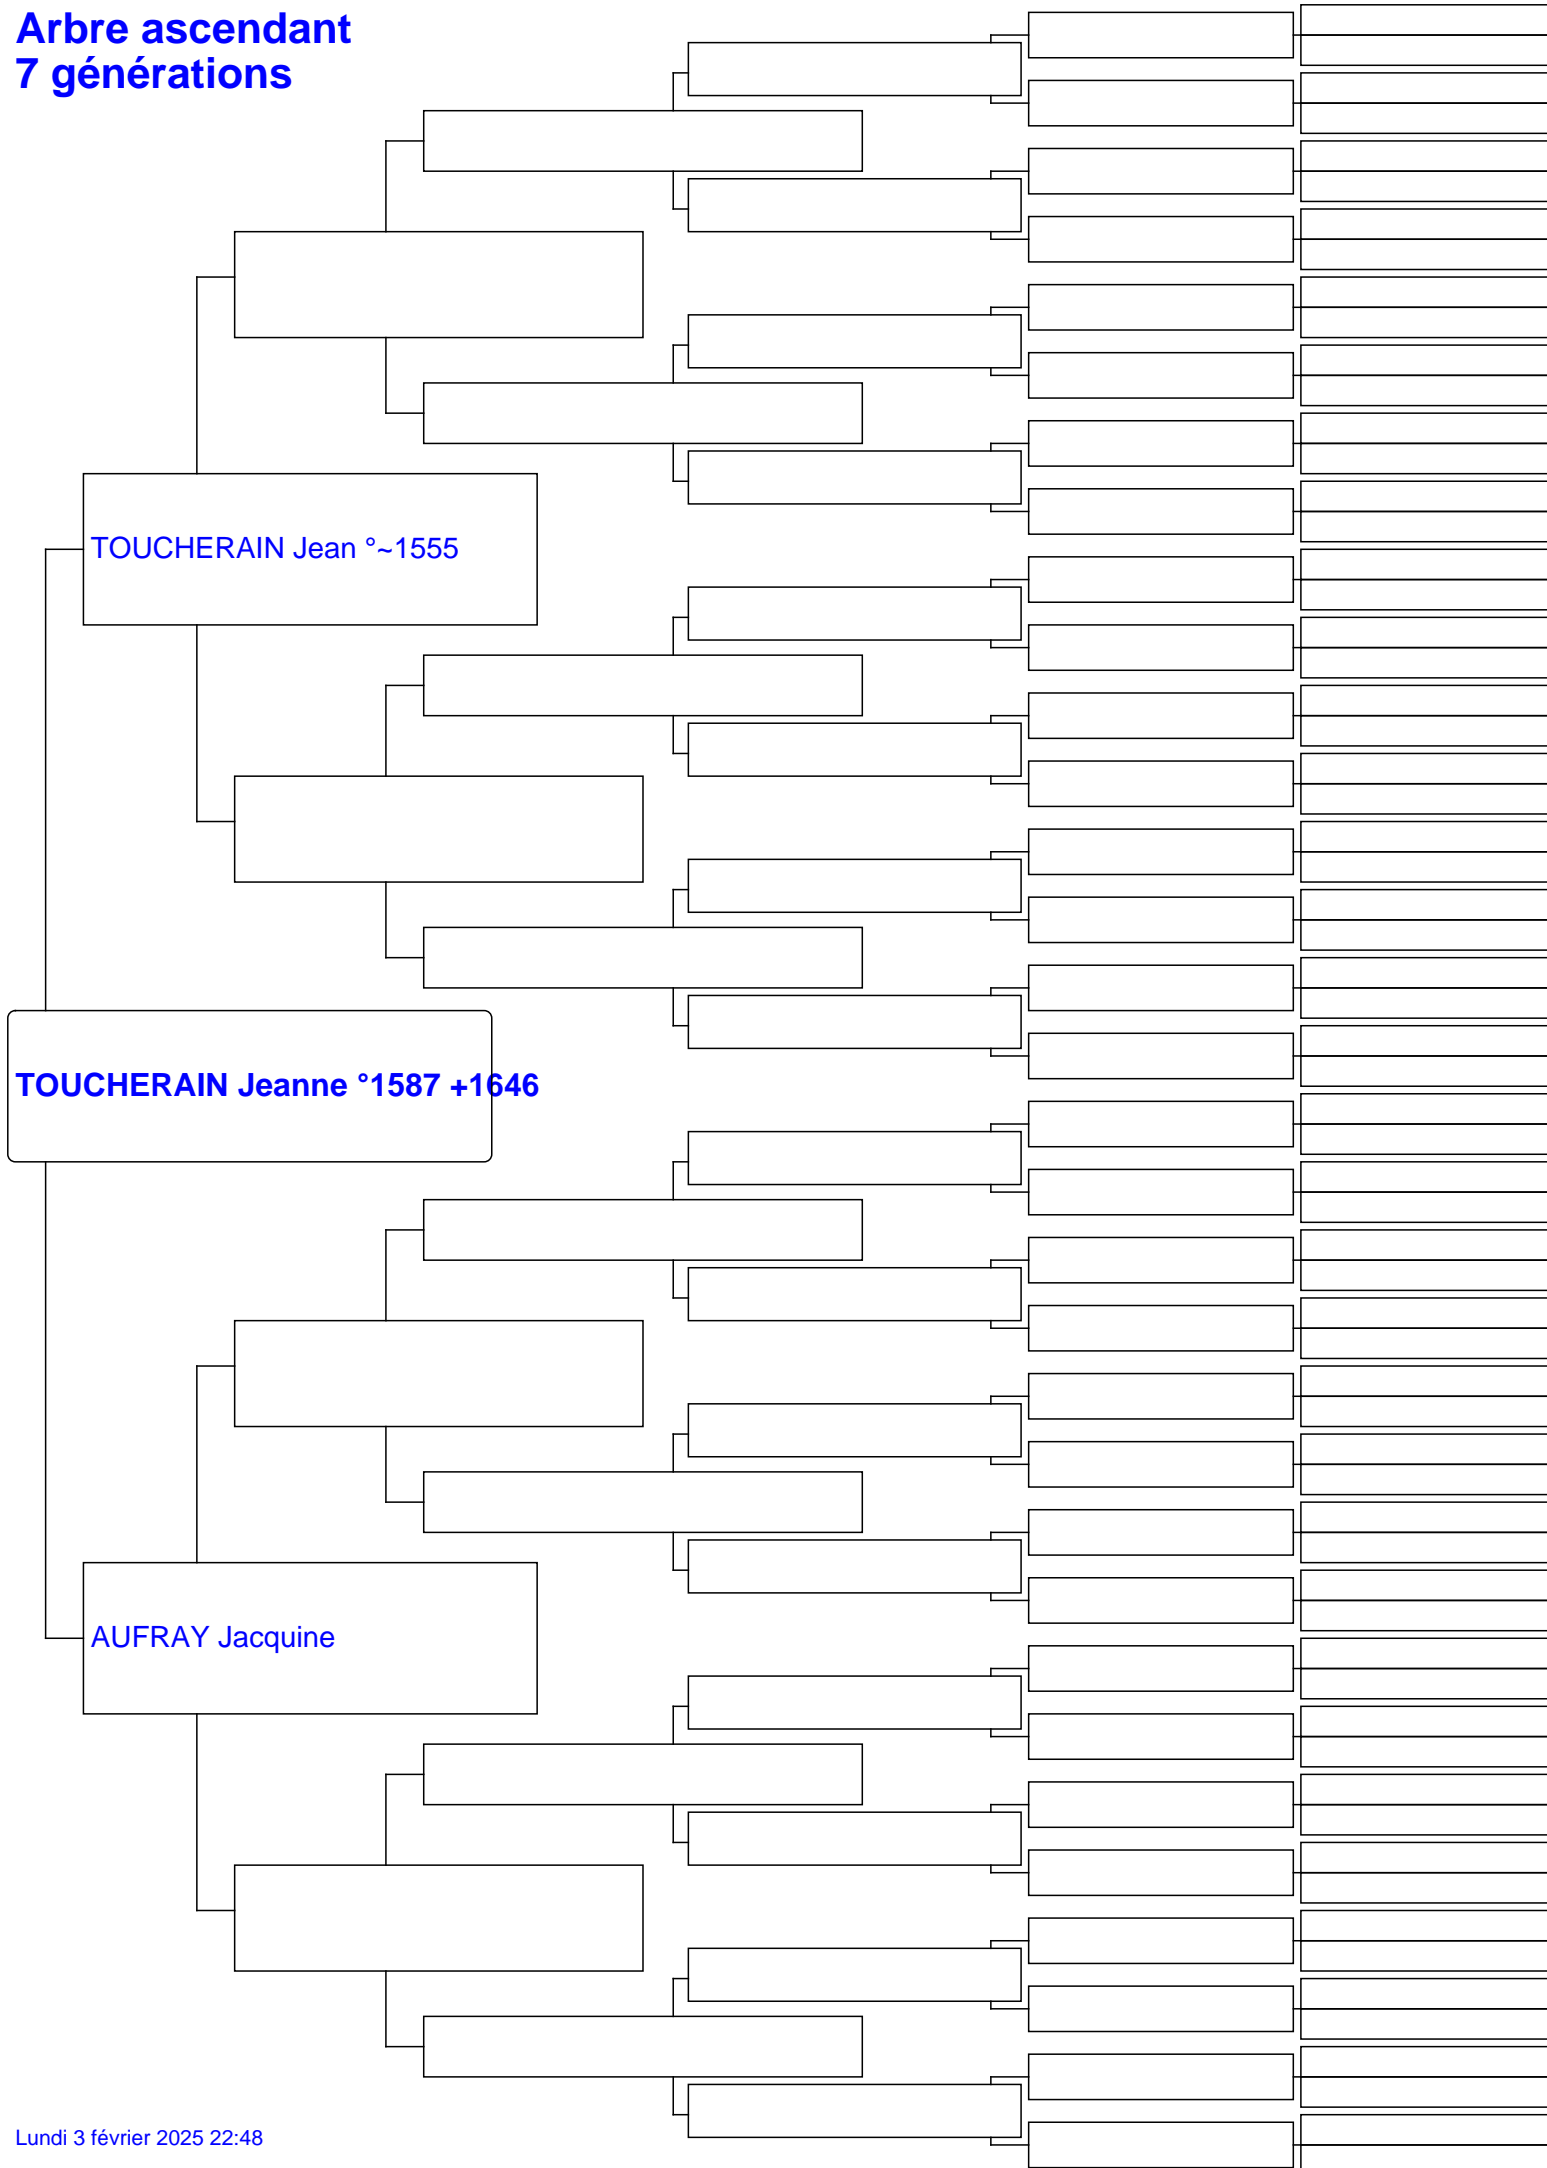 Arbre ascendant
7 générations
TOUCHERAIN Jean °~1555
TOUCHERAIN Jeanne °1587 +1646
AUFRAY Jacquine
Lundi 3 février 2025 22:48